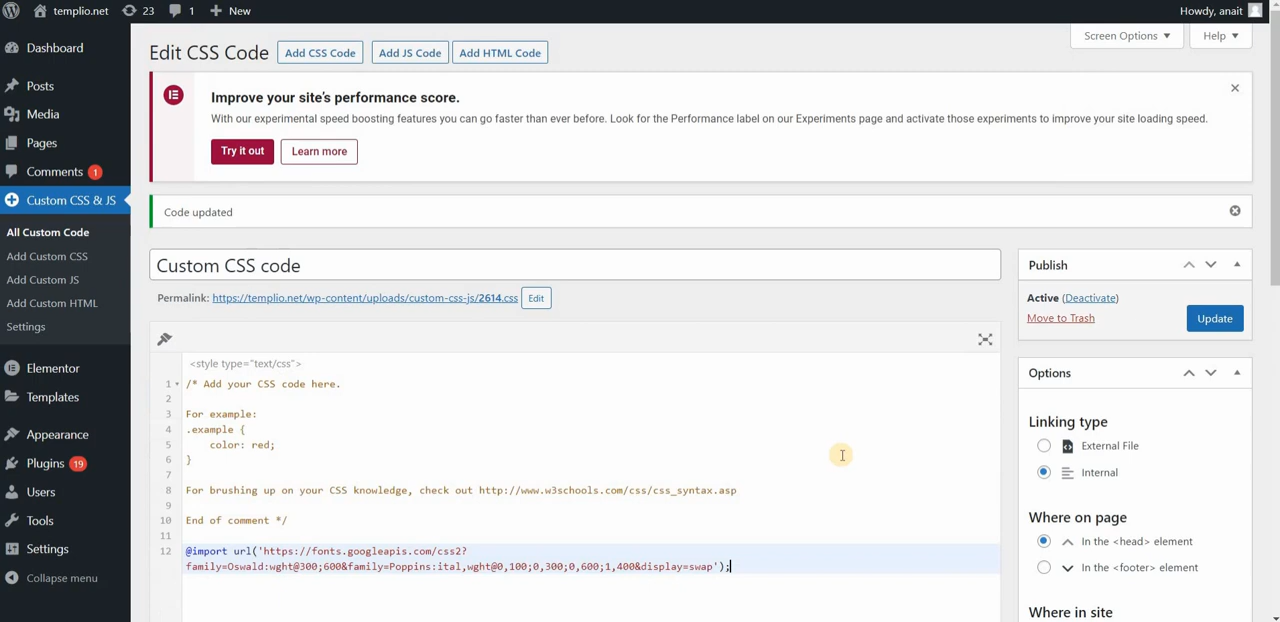 templio.net 23 1 New Howdy, anait
Dashboard
Posts
Media
Pages
Comments 1
Custom CSS & JS
All Custom Code
Add Custom CSS
Add Custom JS
Add Custom HTML
Settings
Elementor
Templates
Appearance
Plugins 19
Users
Tools
Settings
Collapse menu
Screen Options Help
Edit CSS Code Add CSS Code Add JS Code Add HTML Code
Improve your site's performance score.
With our experimental speed boosting features you can go faster than ever before. Look for the Performance label on our Experiments page and activate those experiments to improve your site loading speed.
Try it out Learn more
Code updated
Custom CSS code
Permalink: https://templio.net/wp-content/uploads/custom-css-js/2614.css Edit
<style type="text/css">
1 /* Add your CSS code here.
2
3 For example:
4 .example {
5 color: red;
6 }
7
8 For brushing up on your CSS knowledge, check out http://www.w3schools.com/css/css_syntax.asp
9
10 End of comment */
11
12 @import url('https://fonts.googleapis.com/css2?
family=Oswald:wght@300;600&family=Poppins:ital,wght@0,100;0,300;0,600;1,400&display=swap');
Publish
Active (Deactivate)
Move to Trash
Update
Options
Linking type
External File
Internal
Where on page
In the <head> element
In the <footer> element
Where in site